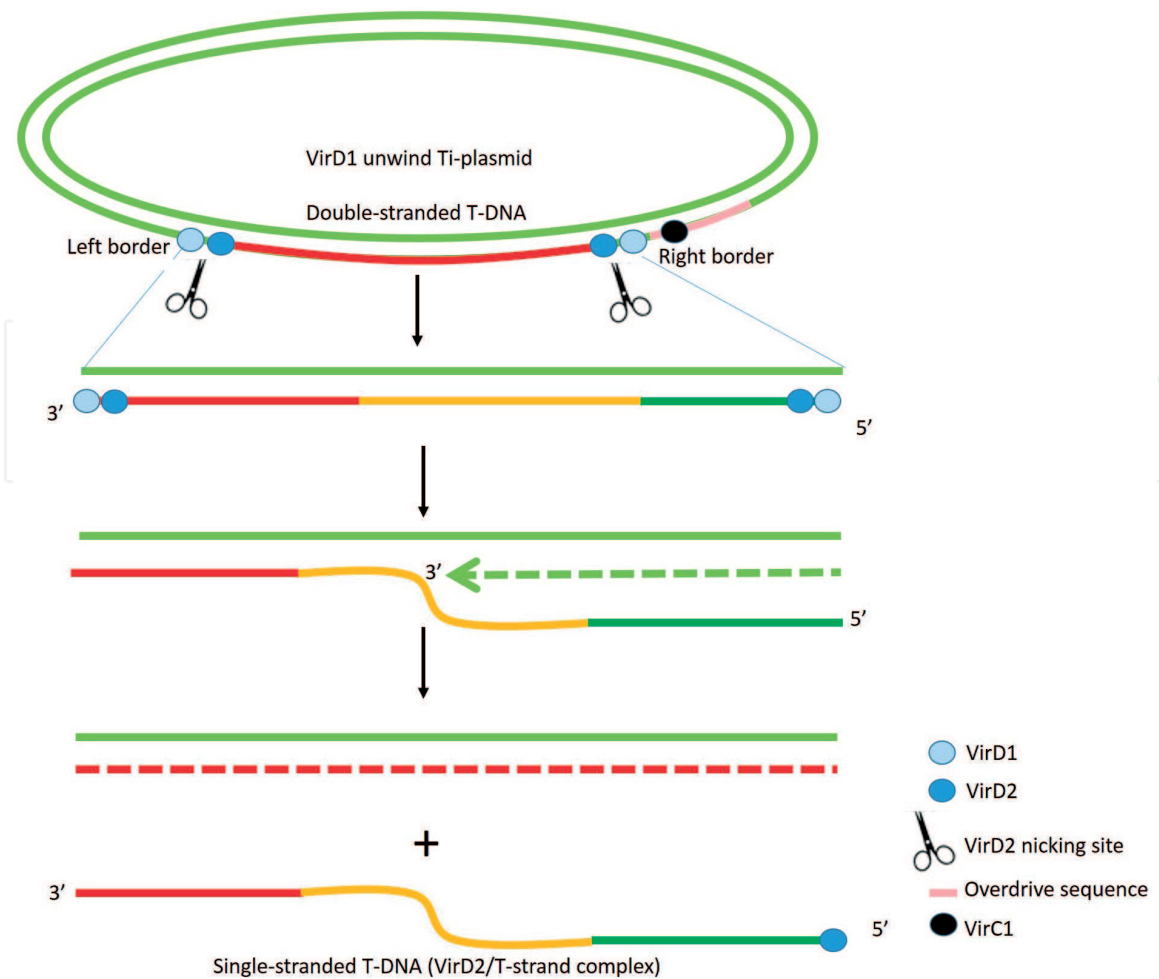 VirD1 unwind Ti-plasmid
Double-stranded T-DNA
Left border
Right border
3’
5’
3’
5’
VirD1
VirD2
VirD2 nicking site
+
3’
Overdrive sequence
5’
VirC1
Single-stranded T-DNA (VirD2/T-strand complex)